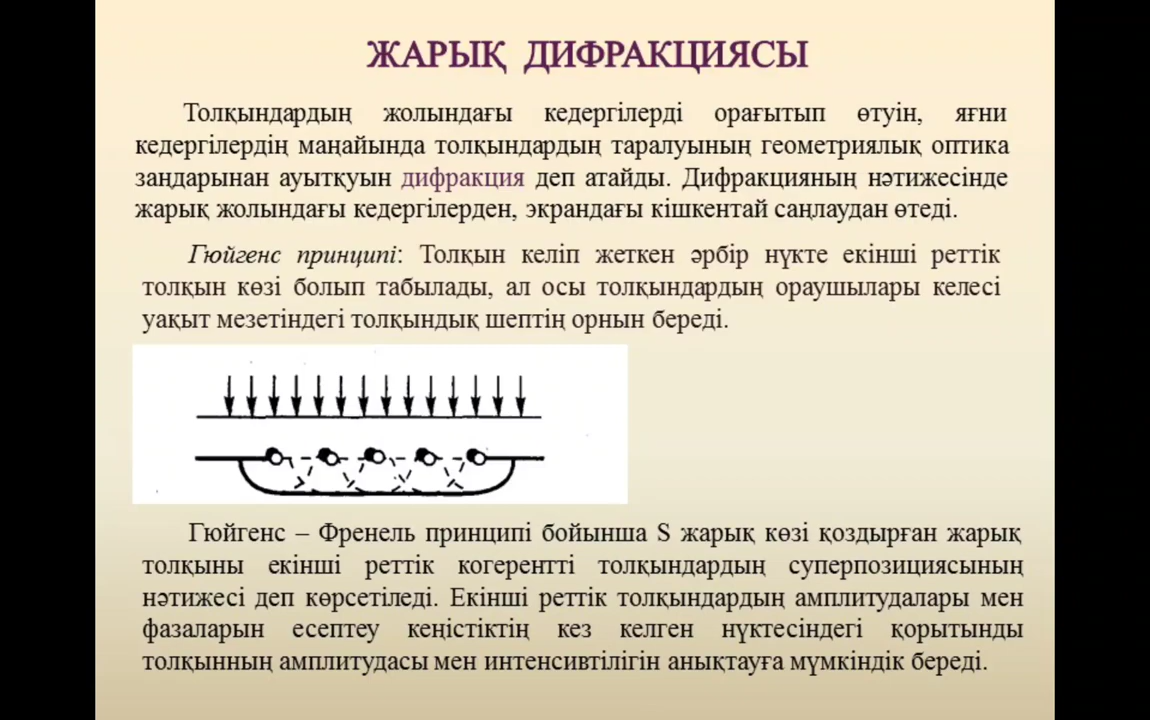 ЖАРЫҚ ДИФРАКЦИЯСЫ
Толқындардың жолындағы кедергілерді орағытып өтуін, яғни
кедергілердің маңайында толқындардың таралуының геометриялық оптика
заңдарынан ауытқуын дифракция деп атайды. Дифракцияның нәтижесінде
жарық жолындағы кедергілерден, экрандағы кішкентай саңлаудан өтеді.
Гюйгенс принципі: Толқын келіп жеткен әрбір нүкте екінші реттік
толқын көзі болып табылады, ал осы толқындардың ораушылары келесі
уақыт мезетіндегі толқындық шептің орнын береді.
Гюйгенс – Френель принципі бойынша S жарық көзі қоздырған жарық
толқыны екінші реттік когерентті толқындардың суперпозициясының
нәтижесі деп көрсетіледі. Екінші реттік толқындардың амплитудалары мен
фазаларын есептеу кеңістіктің кез келген нүктесіндегі қорытынды
толқынның амплитудасы мен интенсивтілігін анықтауға мүмкіндік береді.